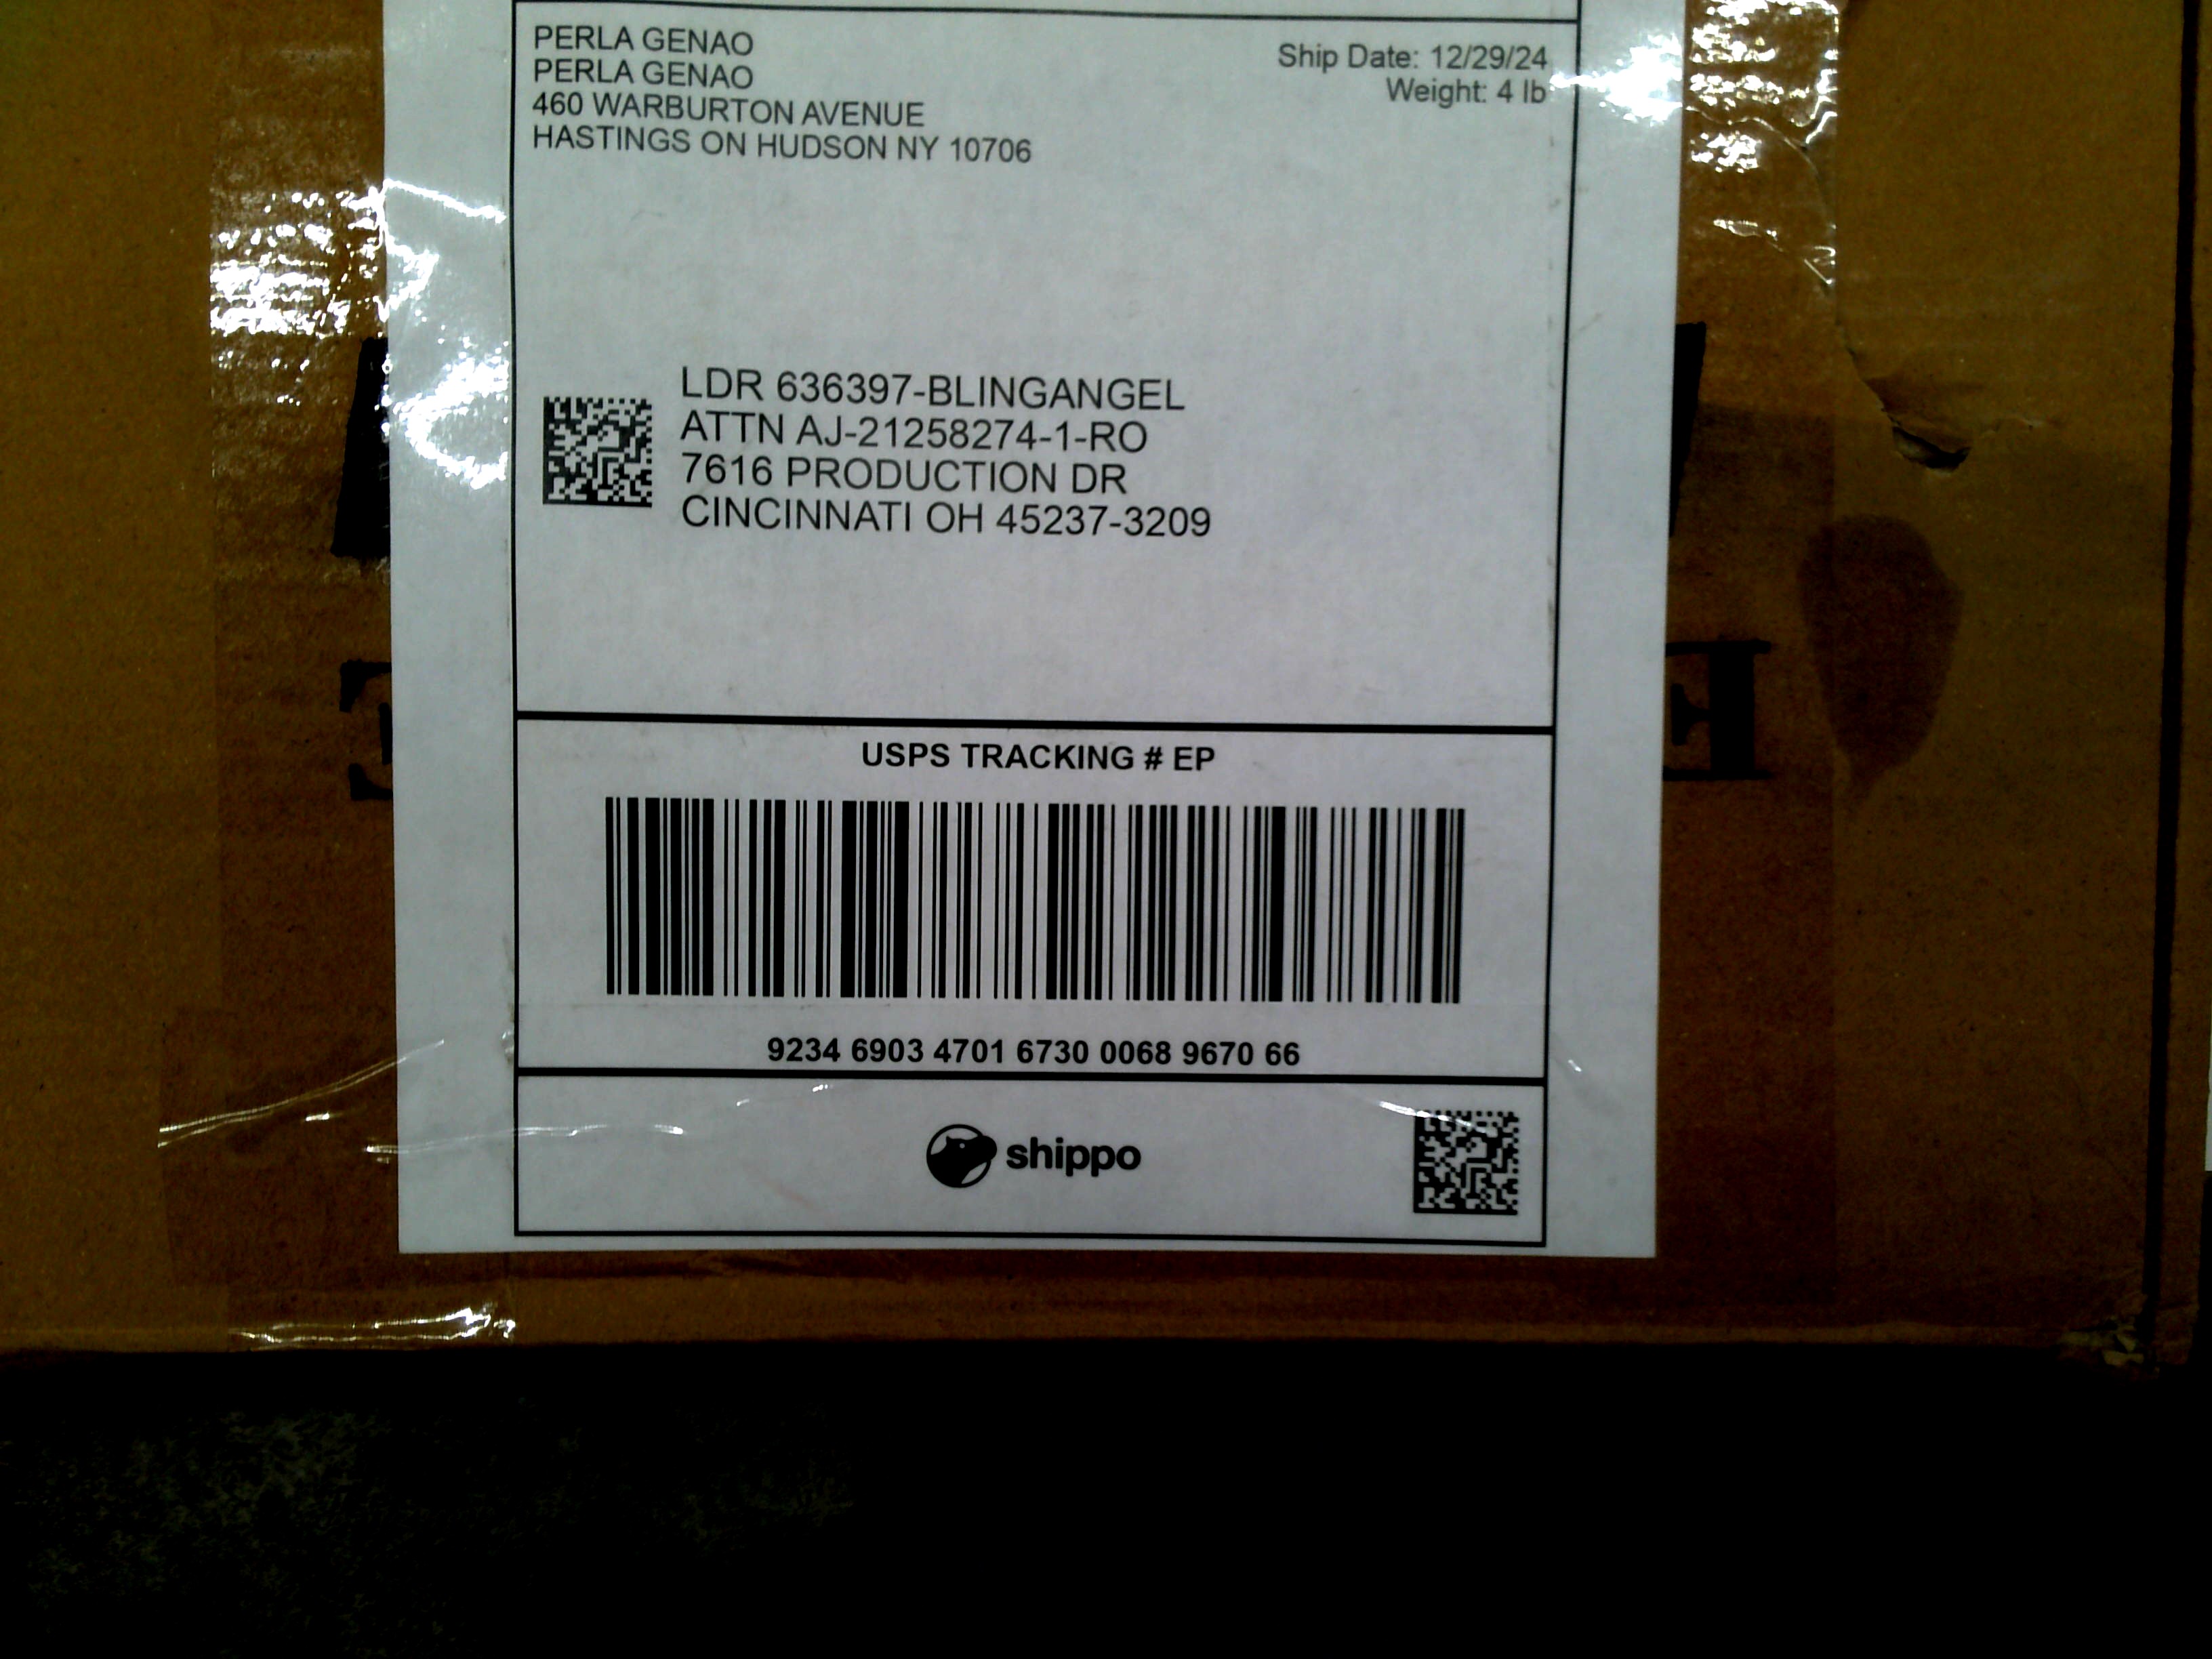 PERLA GENAO
PERLA GENAO
460 WARBURTON AVENUE
HASTINGS ON HUDSON NY 10706
Ship Date: 12/29/24
Weight: 4 lb
LDR 636397-BLINGANGEL
ATTN AJ-21258274-1-RO
7616 PRODUCTION DR
CINCINNATI OH 45237-3209
USPS TRACKING # EP
9234 6903 4701 6730 0068 9670 66
shippo